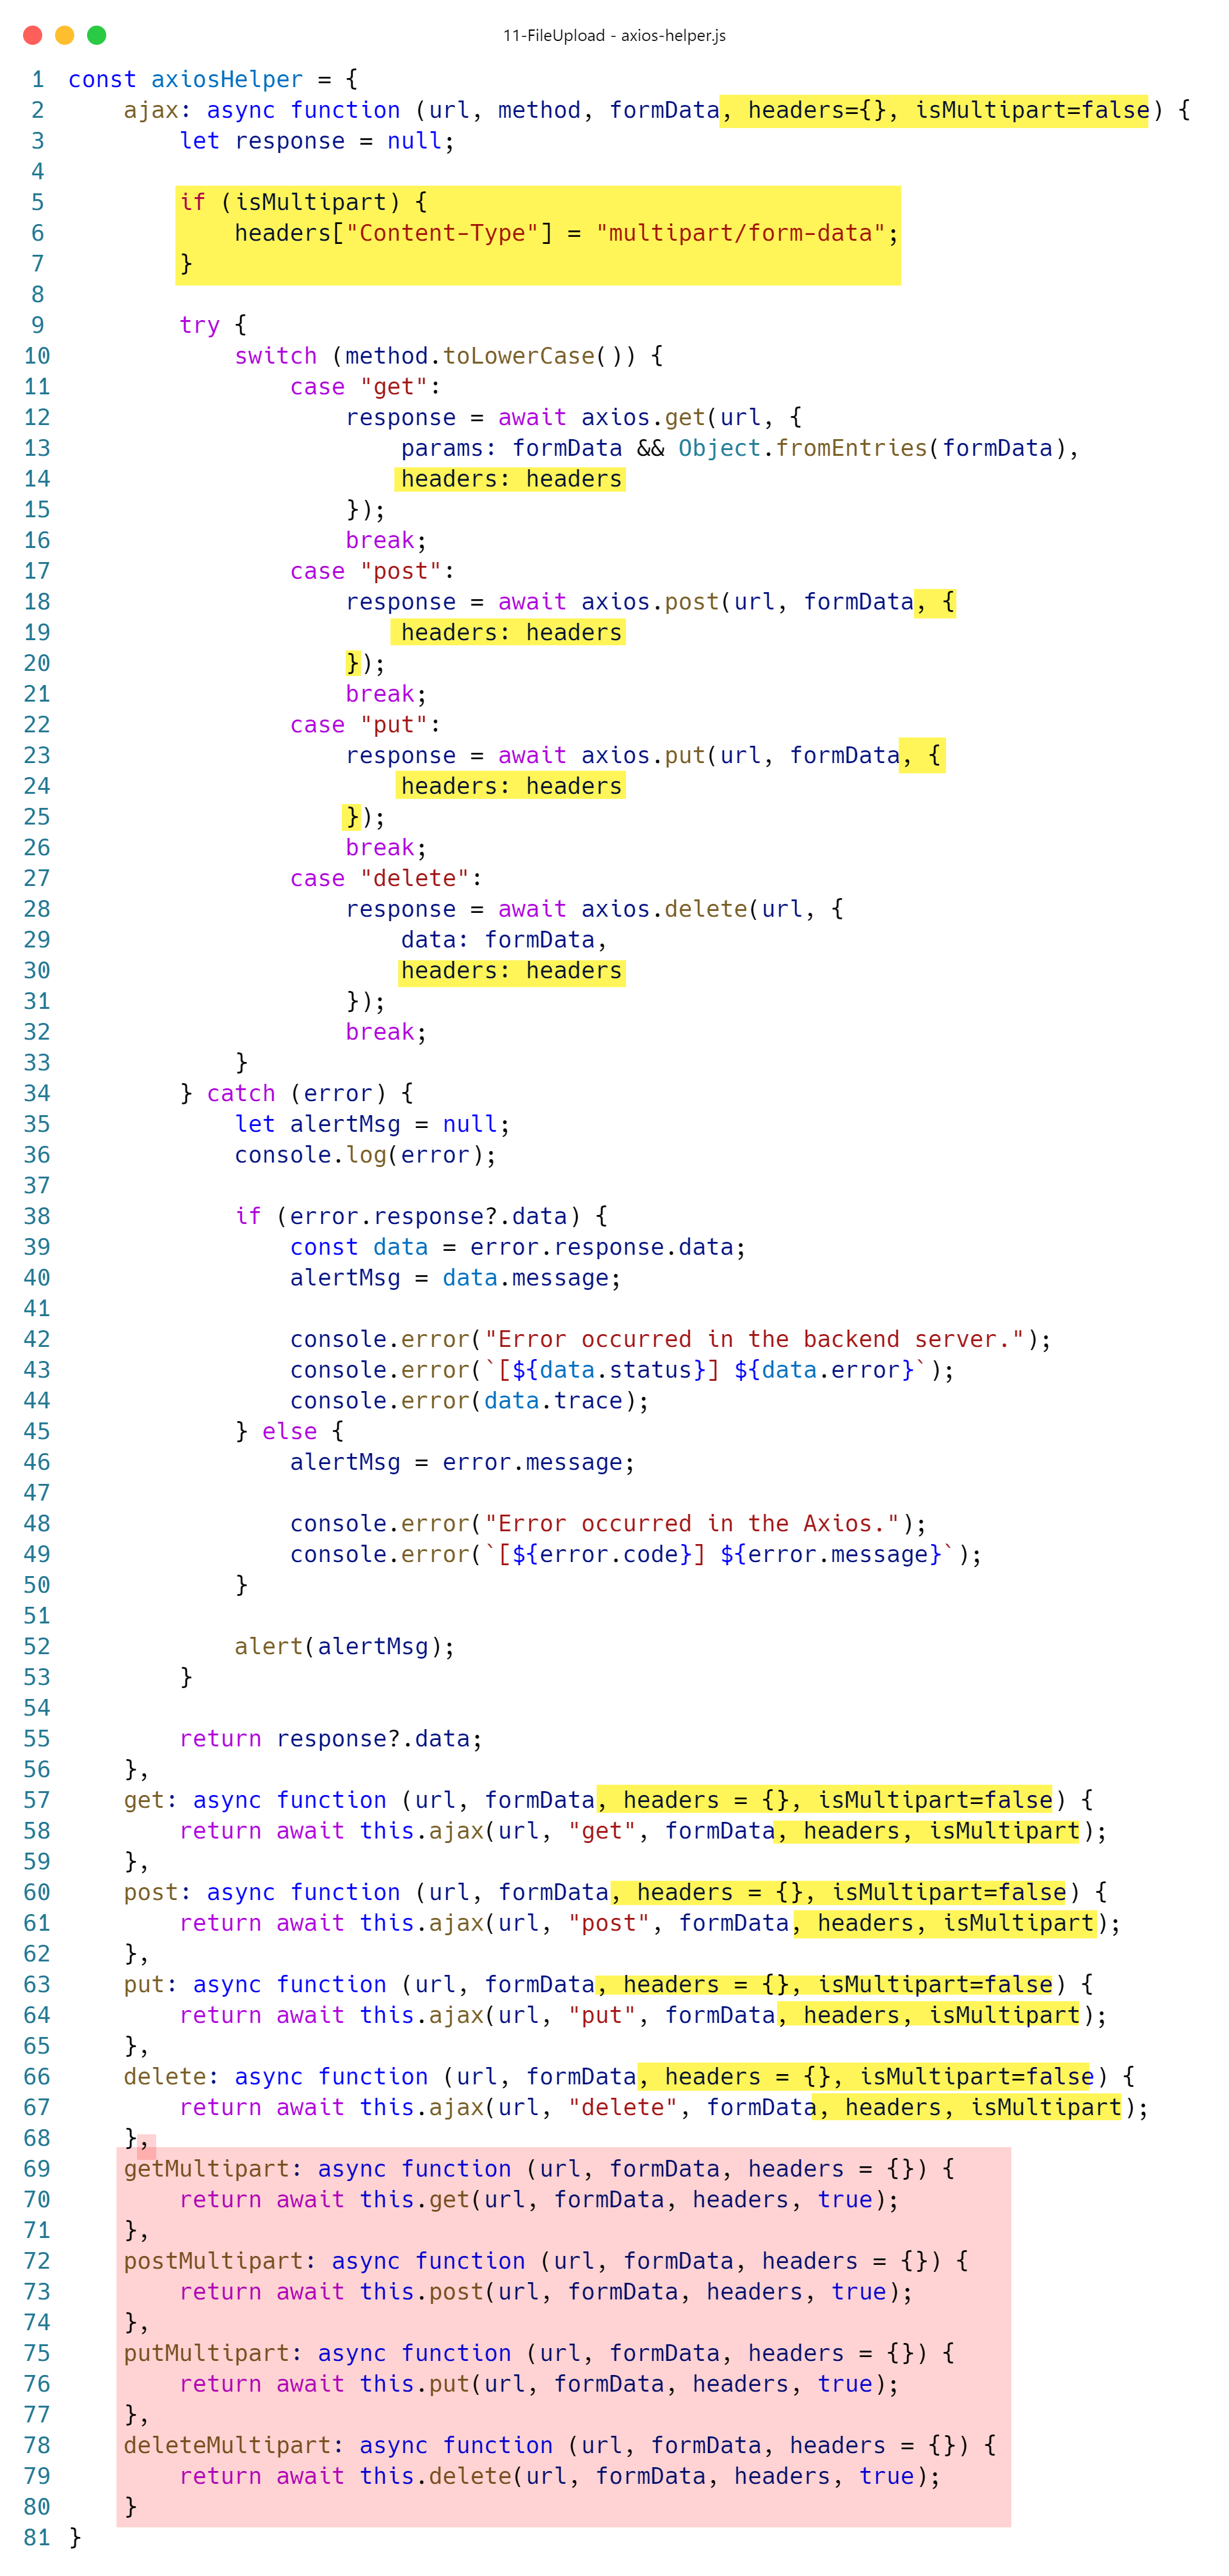 11-FileUpload - axios-helper.js
1 const axiosHelper = {
2     ajax: async function (url, method, formData, headers={}, isMultipart=false) {
3         let response = null;
4
5         if (isMultipart) {
6             headers["Content-Type"] = "multipart/form-data";
7         }
8
9         try {
10             switch (method.toLowerCase()) {
11                 case "get":
12                     response = await axios.get(url, {
13                         params: formData && Object.fromEntries(formData),
14                         headers: headers
15                     });
16                     break;
17                 case "post":
18                     response = await axios.post(url, formData, {
19                         headers: headers
20                     });
21                     break;
22                 case "put":
23                     response = await axios.put(url, formData, {
24                         headers: headers
25                     });
26                     break;
27                 case "delete":
28                     response = await axios.delete(url, {
29                         data: formData,
30                         headers: headers
31                     });
32                     break;
33             }
34         } catch (error) {
35             let alertMsg = null;
36             console.log(error);
37
38             if (error.response?.data) {
39                 const data = error.response.data;
40                 alertMsg = data.message;
41
42                 console.error("Error occurred in the backend server.");
43                 console.error(`[${data.status}] ${data.error}`);
44                 console.error(data.trace);
45             } else {
46                 alertMsg = error.message;
47
48                 console.error("Error occurred in the Axios.");
49                 console.error(`[${error.code}] ${error.message}`);
50             }
51
52             alert(alertMsg);
53         }
54
55         return response?.data;
56     },
57     get: async function (url, formData, headers = {}, isMultipart=false) {
58         return await this.ajax(url, "get", formData, headers, isMultipart);
59     },
60     post: async function (url, formData, headers = {}, isMultipart=false) {
61         return await this.ajax(url, "post", formData, headers, isMultipart);
62     },
63     put: async function (url, formData, headers = {}, isMultipart=false) {
64         return await this.ajax(url, "put", formData, headers, isMultipart);
65     },
66     delete: async function (url, formData, headers = {}, isMultipart=false) {
67         return await this.ajax(url, "delete", formData, headers, isMultipart);
68     },
69     getMultipart: async function (url, formData, headers = {}) {
70         return await this.get(url, formData, headers, true);
71     },
72     postMultipart: async function (url, formData, headers = {}) {
73         return await this.post(url, formData, headers, true);
74     },
75     putMultipart: async function (url, formData, headers = {}) {
76         return await this.put(url, formData, headers, true);
77     },
78     deleteMultipart: async function (url, formData, headers = {}) {
79         return await this.delete(url, formData, headers, true);
80     }
81 }